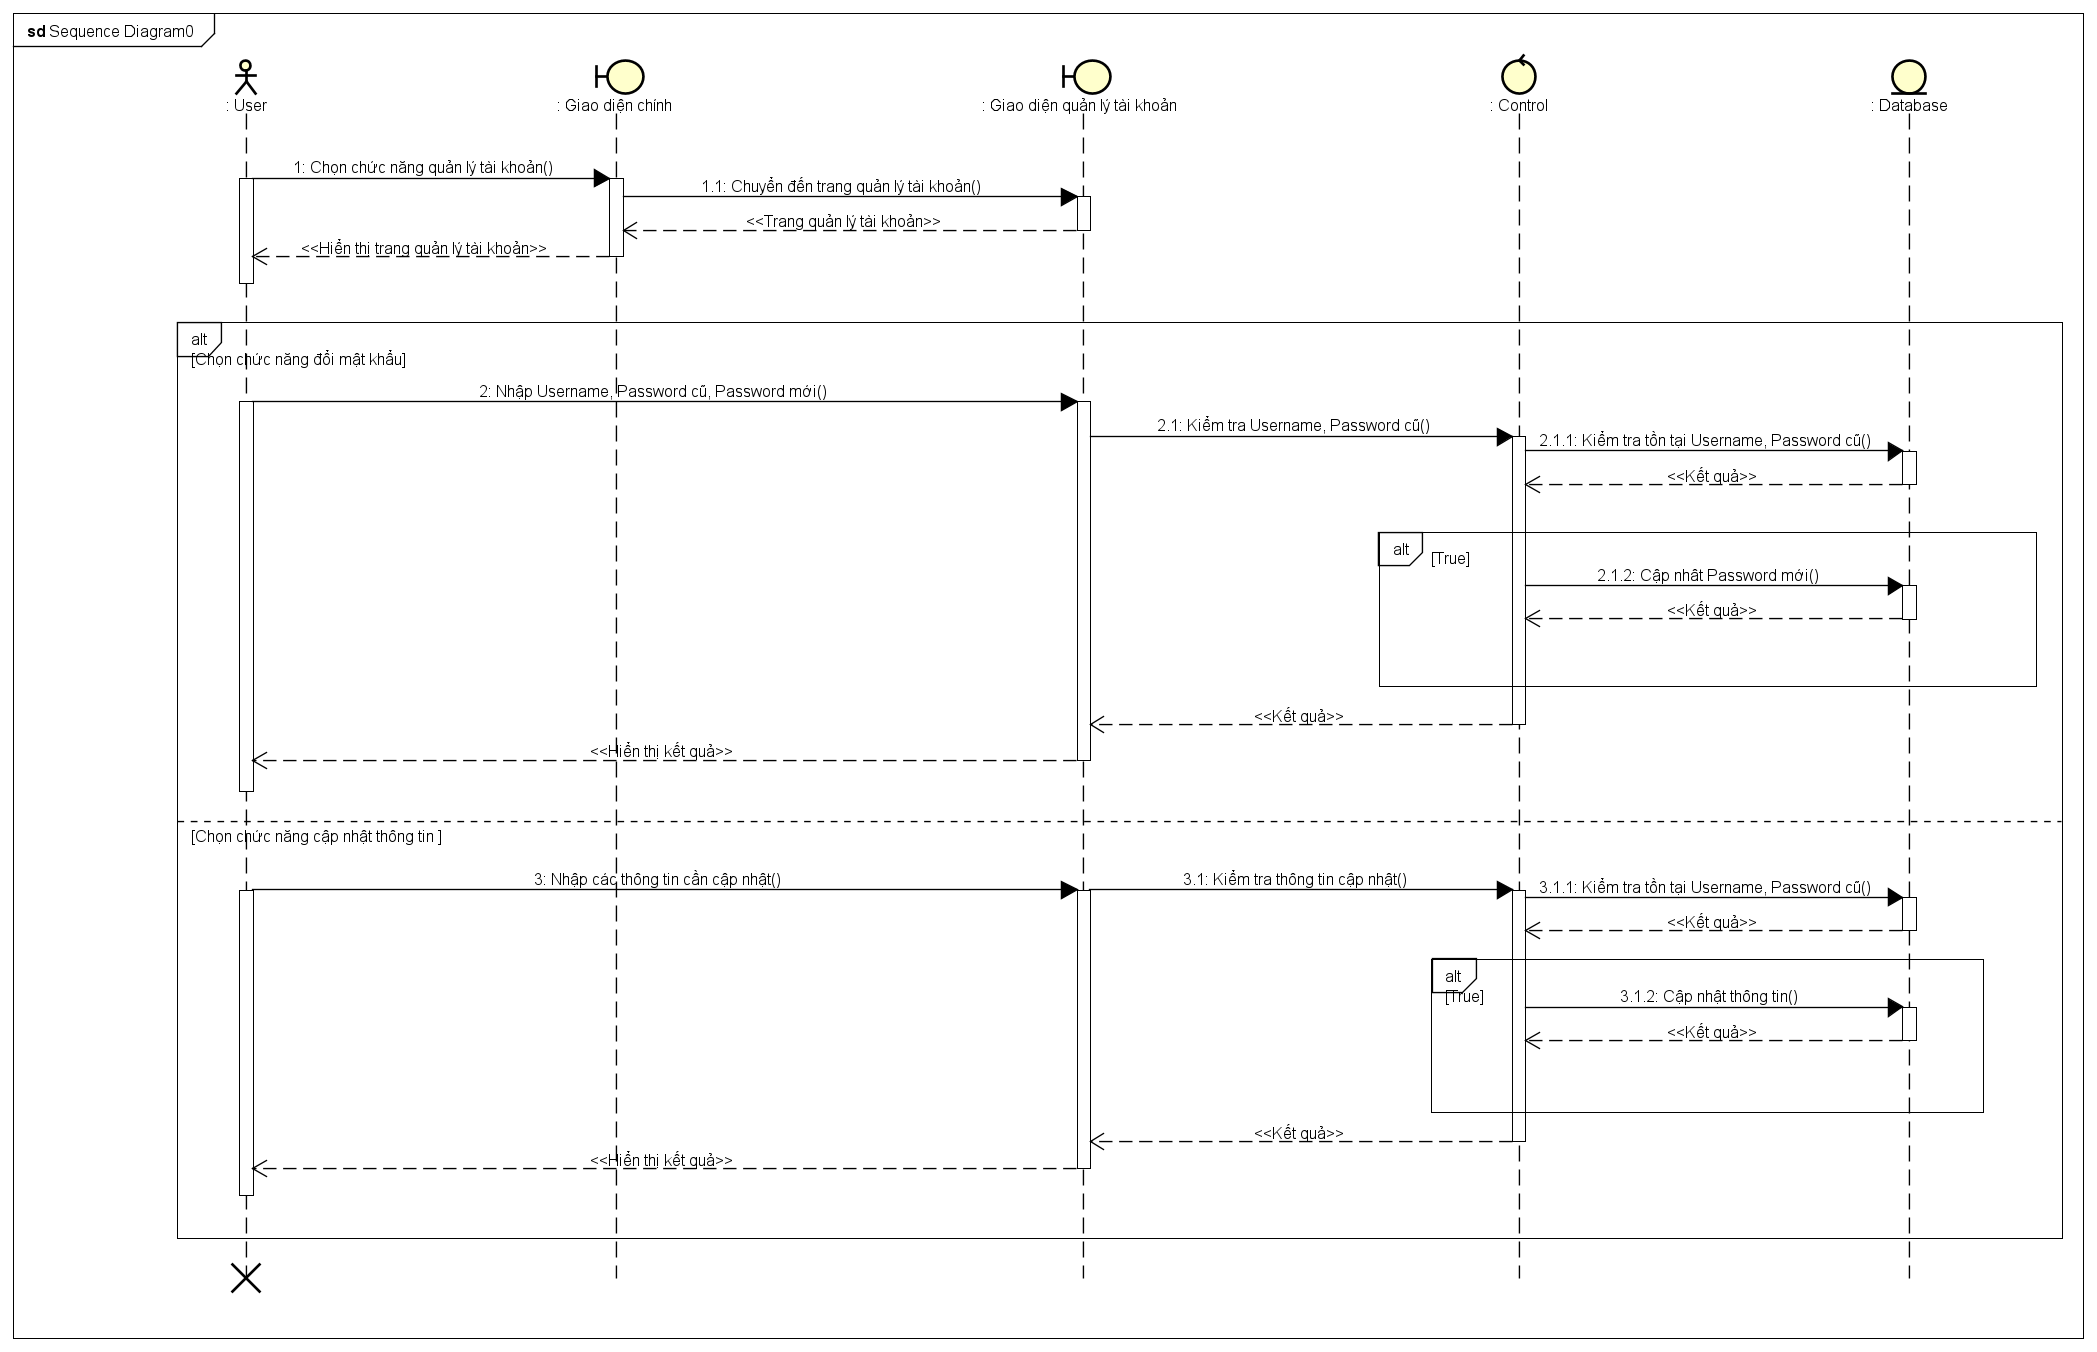 sd Sequence Diagram0
: User
: Giao diện chính
: Giao diện quản lý tài khoản
: Control
: Database
1: Chọn chức năng quản lý tài khoản()
1.1: Chuyển đến trang quản lý tài khoản()
<<Trang quản lý tài khoản>>
<<Hiển thi trang quản lý tài khoản>>
alt
[Chọn chức năng đổi mật khẩu]
2: Nhập Username, Password cũ, Password mới()
2.1: Kiểm tra Username, Password cũ()
2.1.1: Kiểm tra tồn tại Username, Password cũ()
<<Kết quả>>
alt
[True]
2.1.2: Cập nhât Password mới()
<<Kết quả>>
<<Kết quả>>
<<Hiển thị kết quả>>
[Chọn chức năng cập nhật thông tin ]
3: Nhập các thông tin cần cập nhật()
3.1: Kiểm tra thông tin cập nhật()
3.1.1: Kiểm tra tồn tại Username, Password cũ()
<<Kết quả>>
alt
[True]
3.1.2: Cập nhật thông tin()
<<Kết quả>>
<<Kết quả>>
<<Hiển thị kết quả>>